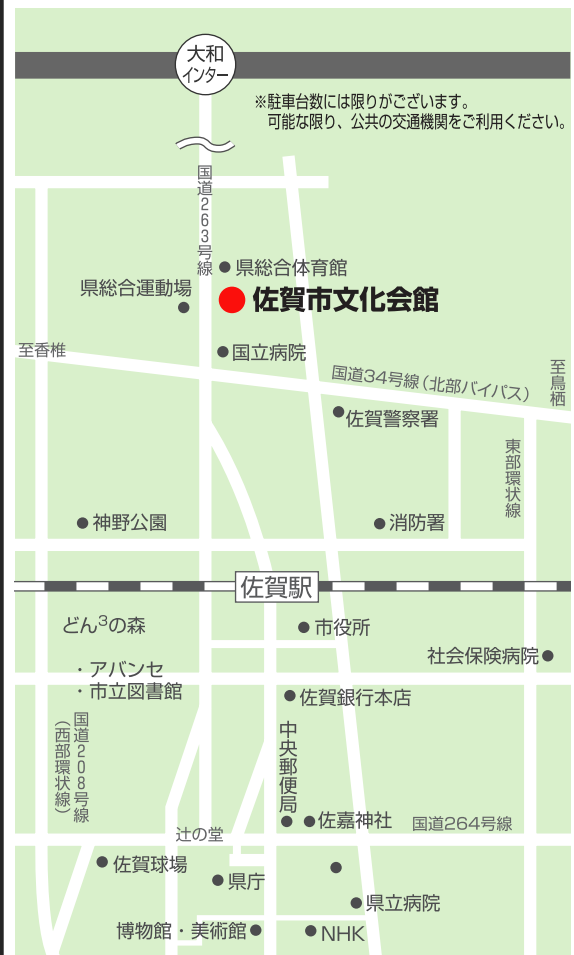 大和
インター
※駐車台数には限りがございます。
可能な限り、公共の交通機関をご利用ください。
国道263号線
県総合体育館
県総合運動場
佐賀市文化会館
至香椎
国立病院
国道34号線（北部バイパス）
至鳥栖
佐賀警察署
東部環状線
神野公園
消防署
佐賀駅
どん3の森
市役所
社会保険病院
・アバンセ
・市立図書館
佐賀銀行本店
国道208号線
（西部環状線）
中央郵便局
佐嘉神社
国道264号線
辻の堂
佐賀球場
県庁
県立病院
博物館・美術館
NHK